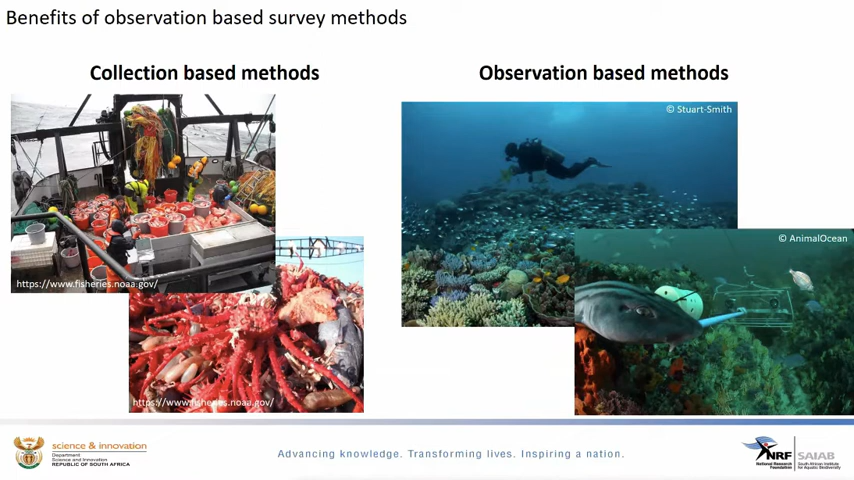 Benefits of observation based survey methods
Collection based methods
Observation based methods
© Stuart-Smith
© AnimalOcean
https://www.fisheries.noaa.gov/
https://www.fisheries.noaa.gov/
science & innovation
Department
Science and Innovation
REPUBLIC OF SOUTH AFRICA
Advancing knowledge. Transforming lives. Inspiring a nation.
NRF
National Research
Foundation
SAIAB
South African Institute
for Aquatic Biodiversity